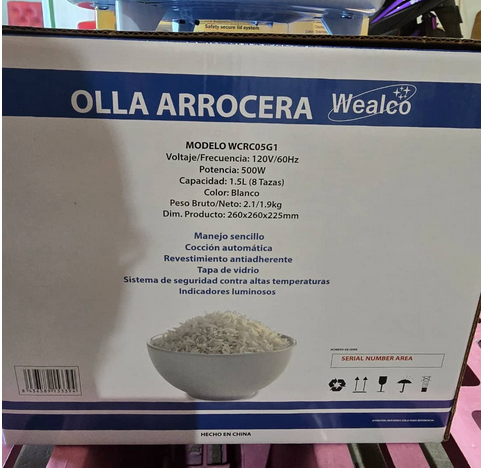 Safety secure lid system
OLLA ARROCERA Wealco
MODELO WCRC05G1
Voltaje/Frecuencia: 120V/60Hz
Potencia: 500W
Capacidad: 1.5L (8 Tazas)
Color: Blanco
Peso Bruto/Neto: 2.1/1.9kg
Dim. Producto: 260x260x225mm
Manejo sencillo
Cocción automática
Revestimiento antiadherente
Tapa de vidrio
Sistema de seguridad contra altas temperaturas
Indicadores luminosos
SERIAL NUMBER AREA
HECHO EN CHINA